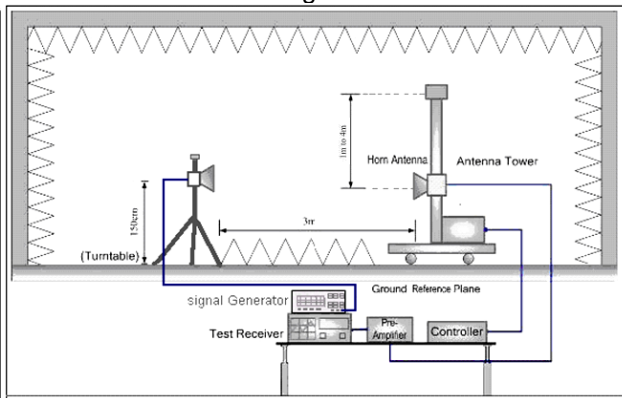 1m to 4m
Horn Antenna
Antenna Tower
150cm
3m
(Turntable)
Ground Reference Plane
signal Generator
Test Receiver
Pre-
Amplifier
Controller